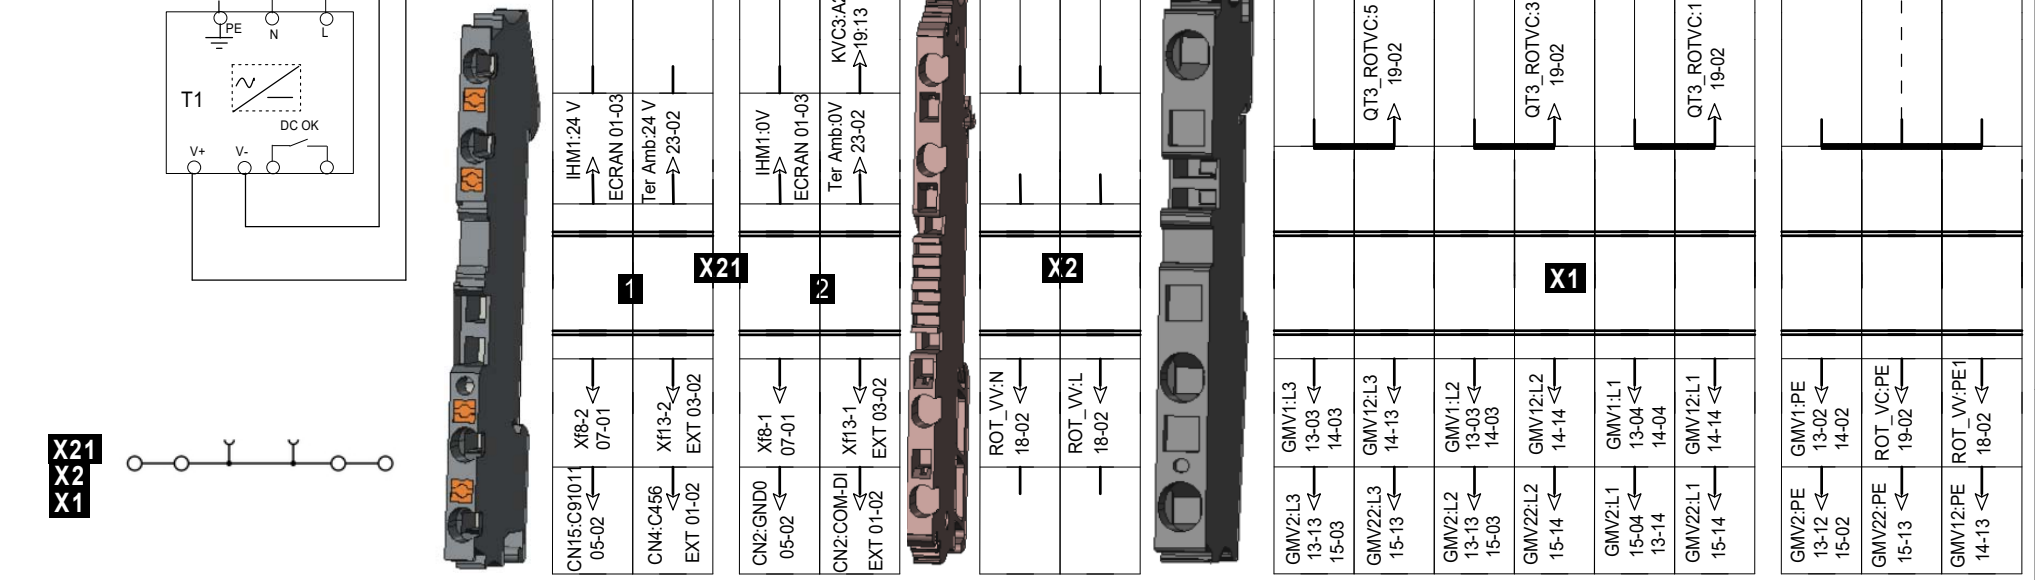 PE
N
L
T1
DC OK
V+
V-
X21
X2
X1
IHM1:24 V
ECRAN 01-03
Ter Amb:24 V
23-02
IHM1:0V
ECRAN 01-03
Ter Amb:0V
23-02
19:13
X21
1
2
Xf8-2
07-01
Xf13-2
EXT 03-02
Xf8-1
07-01
Xf13-1
EXT 03-02
05-02
CN4:C456
EXT 01-02
CN2:GND0
05-02
CN2:COM-DI
EXT 01-02
X2
ROT_VV:N
18-02
ROT_VV:L
18-02
QT3_ROTVC:5
19-02
QT3_ROTVC:3
19-02
QT3_ROTVC:1
19-02
X1
GMV1:L3
13-03
14-03
GMV12:L3
14-13
GMV1:L2
13-03
14-03
GMV12:L2
14-14
GMV1:L1
13-04
14-04
GMV12:L1
14-14
GMV1:PE
13-02
14-02
ROT_VC:PE
19-02
ROT_VV:PE1
18-02
GMV2:L3
13-13
15-03
GMV22:L3
15-13
GMV2:L2
13-13
15-03
GMV22:L2
15-14
GMV2:L1
15-04
13-14
GMV22:L1
15-14
GMV2:PE
13-12
15-02
GMV22:PE
15-13
GMV12:PE
14-13